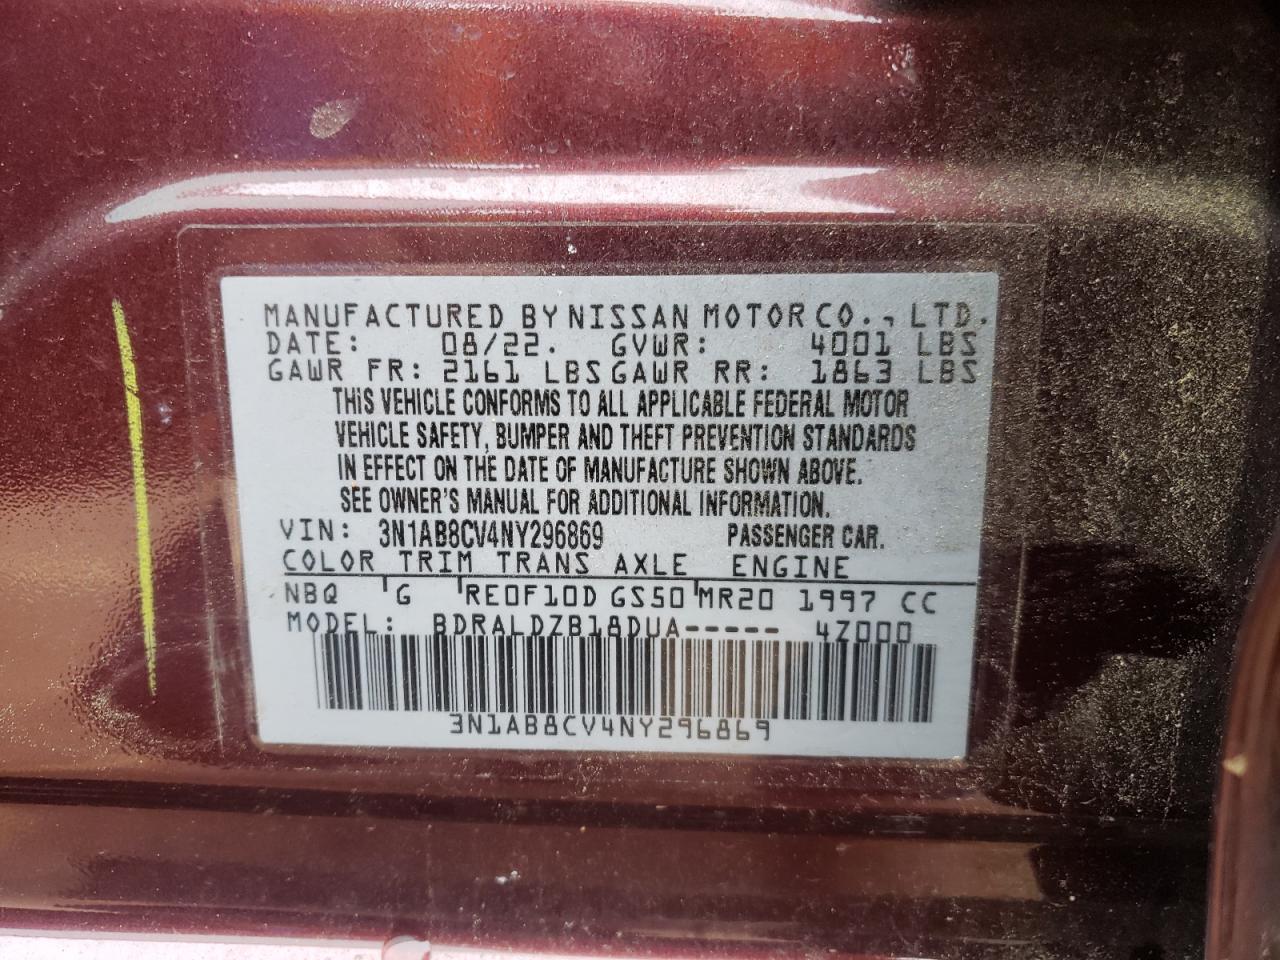 MANUFACTURED BY NISSAN MOTOR CO., LTD.
DATE: 08/22. GVWR: 4001 LBS
GAWR FR: 2161 LBS GAWR RR: 1863 LBS
THIS VEHICLE CONFORMS TO ALL APPLICABLE FEDERAL MOTOR
VEHICLE SAFETY, BUMPER AND THEFT PREVENTION STANDARDS
IN EFFECT ON THE DATE OF MANUFACTURE SHOWN ABOVE.
SEE OWNER'S MANUAL FOR ADDITIONAL INFORMATION.
VIN: 3N1AB8CV4NY296869 PASSENGER CAR.
COLOR TRIM TRANS AXLE ENGINE
NBQ G RE0F10D GS50 MR20 1997 CC
MODEL: BDRALDZB18DUA----- 4Z000
3N1AB8CV4NY296869